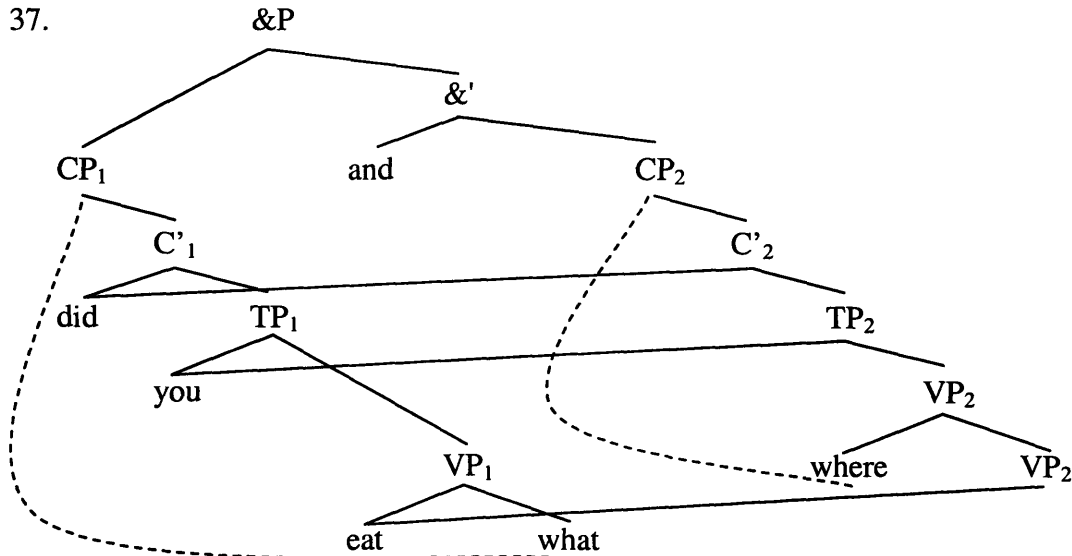 37. &P
&'
CP₁ and CP₂
C'₁ C'₂
did TP₁ TP₂
you VP₂
VP₁ where VP₂
eat what